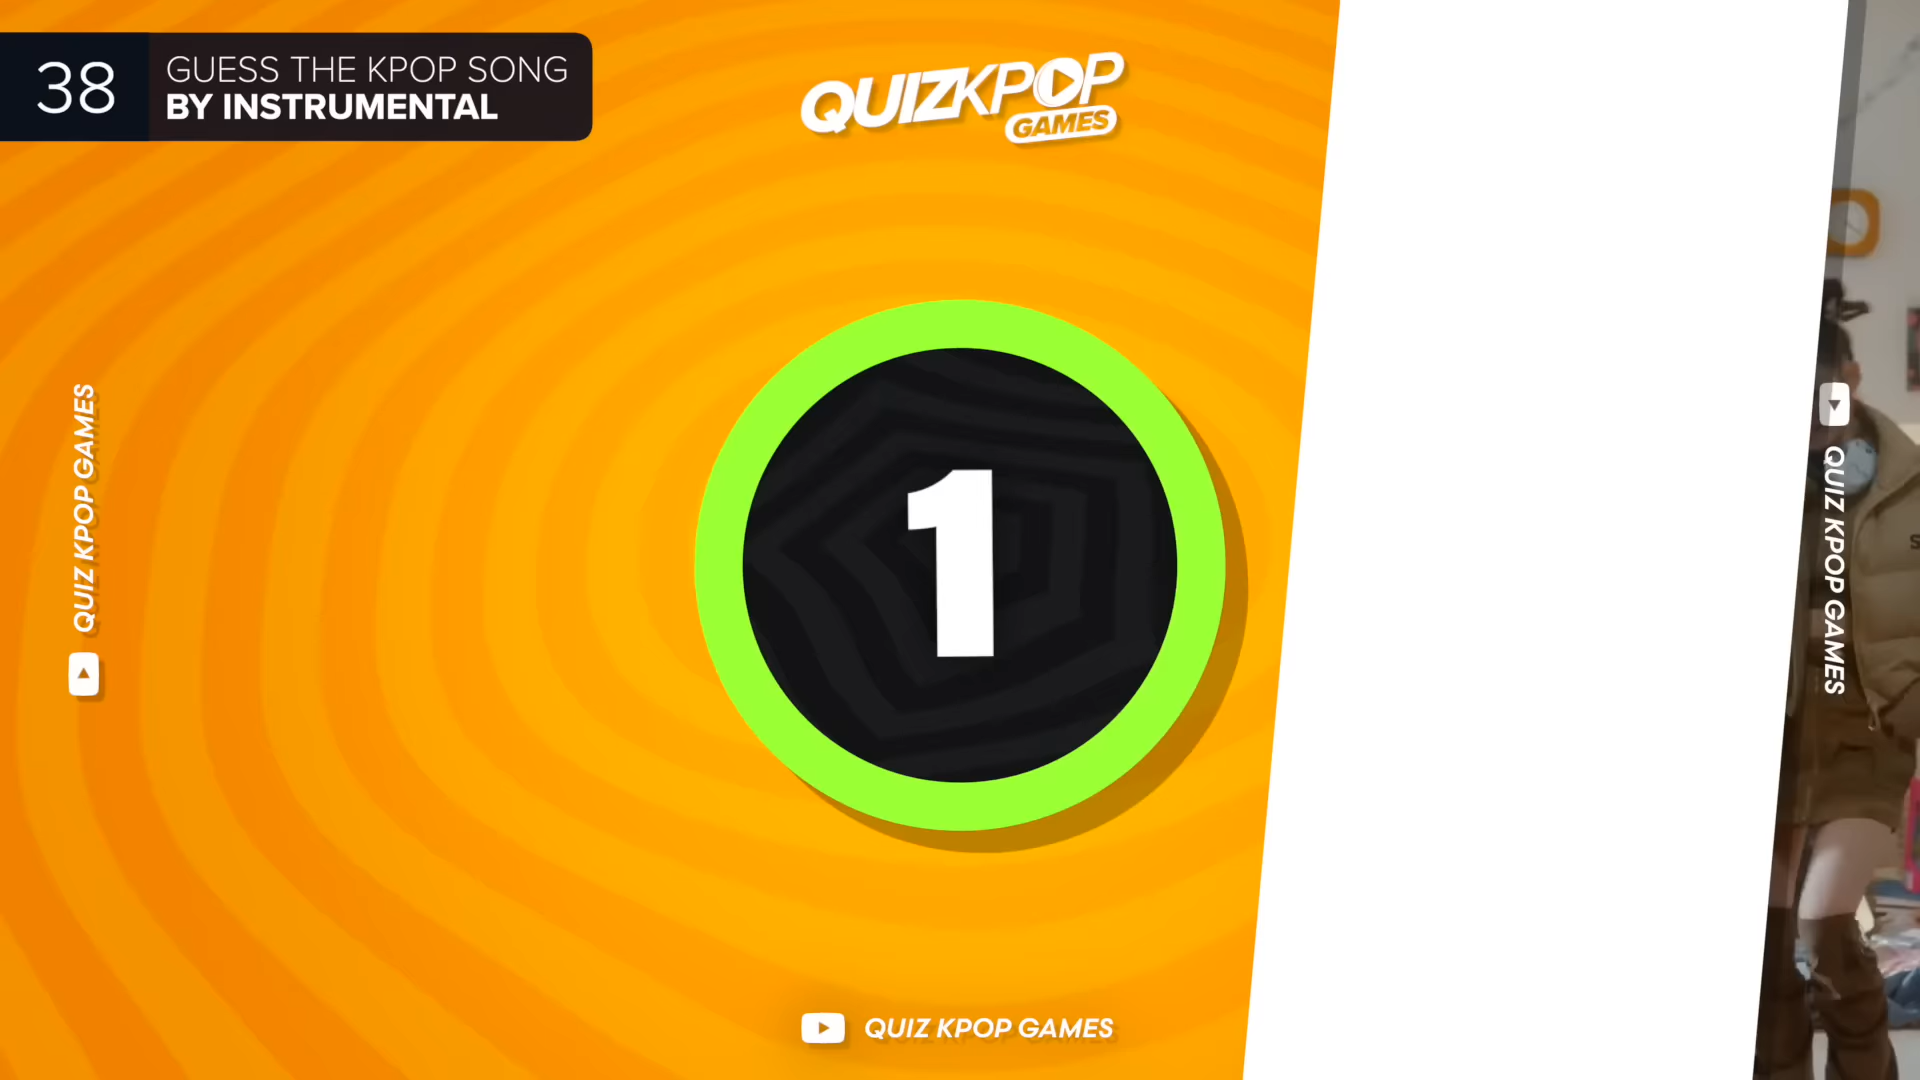 38
GUESS THE KPOP SONG
BY INSTRUMENTAL
QUIZKPOP
GAMES
QUIZ KPOP GAMES
1
QUIZ KPOP GAMES
QUIZ KPOP GAMES